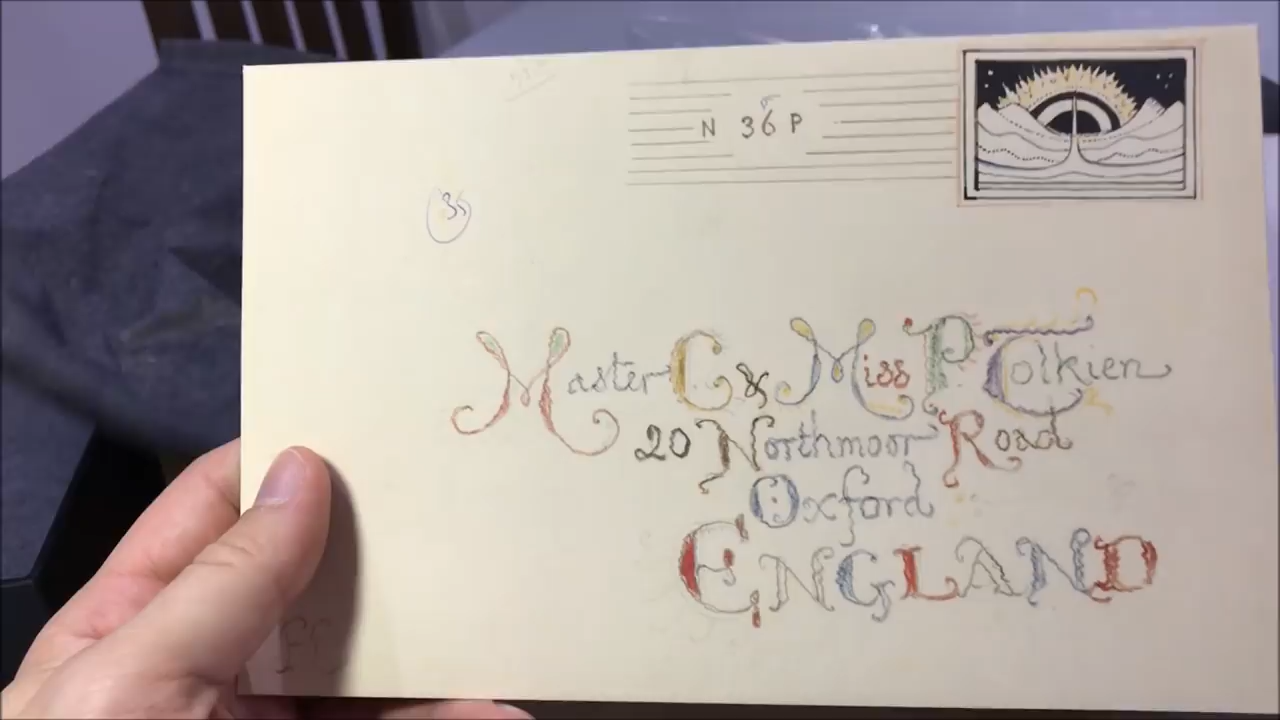 N 36 P
35
Master C. & Miss P. Tolkien
20 Northmoor Road
Oxford
ENGLAND